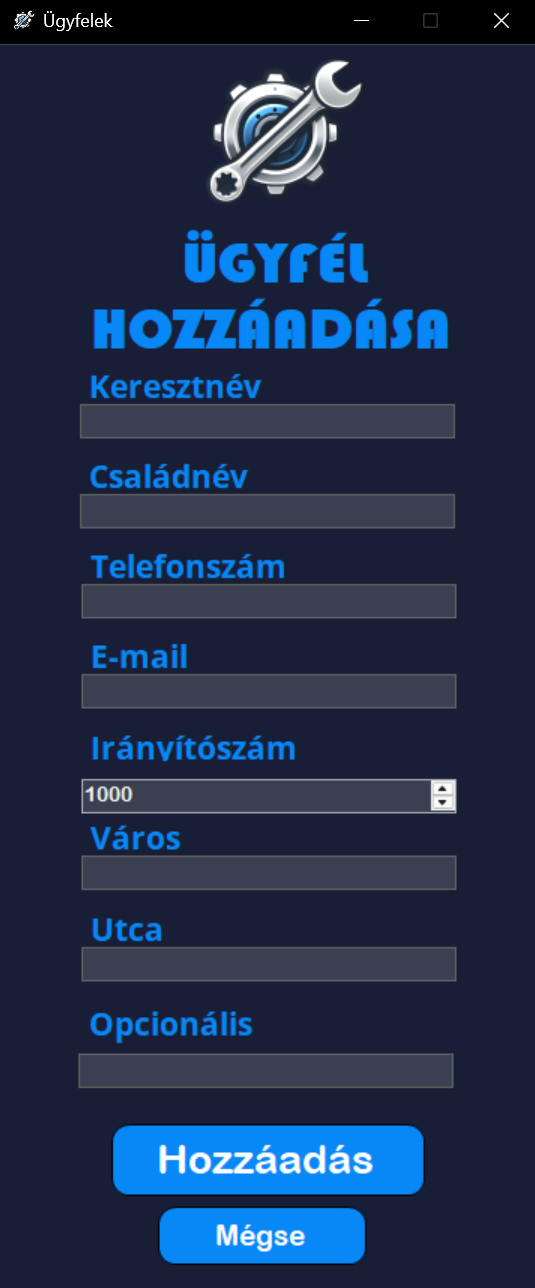 Ügyfelek
ÜGYFÉL
HOZZÁADÁSA
Keresztnév
Családnév
Telefonszám
E-mail
Irányítószám
1000
Város
Utca
Opcionális
Hozzáadás
Mégse